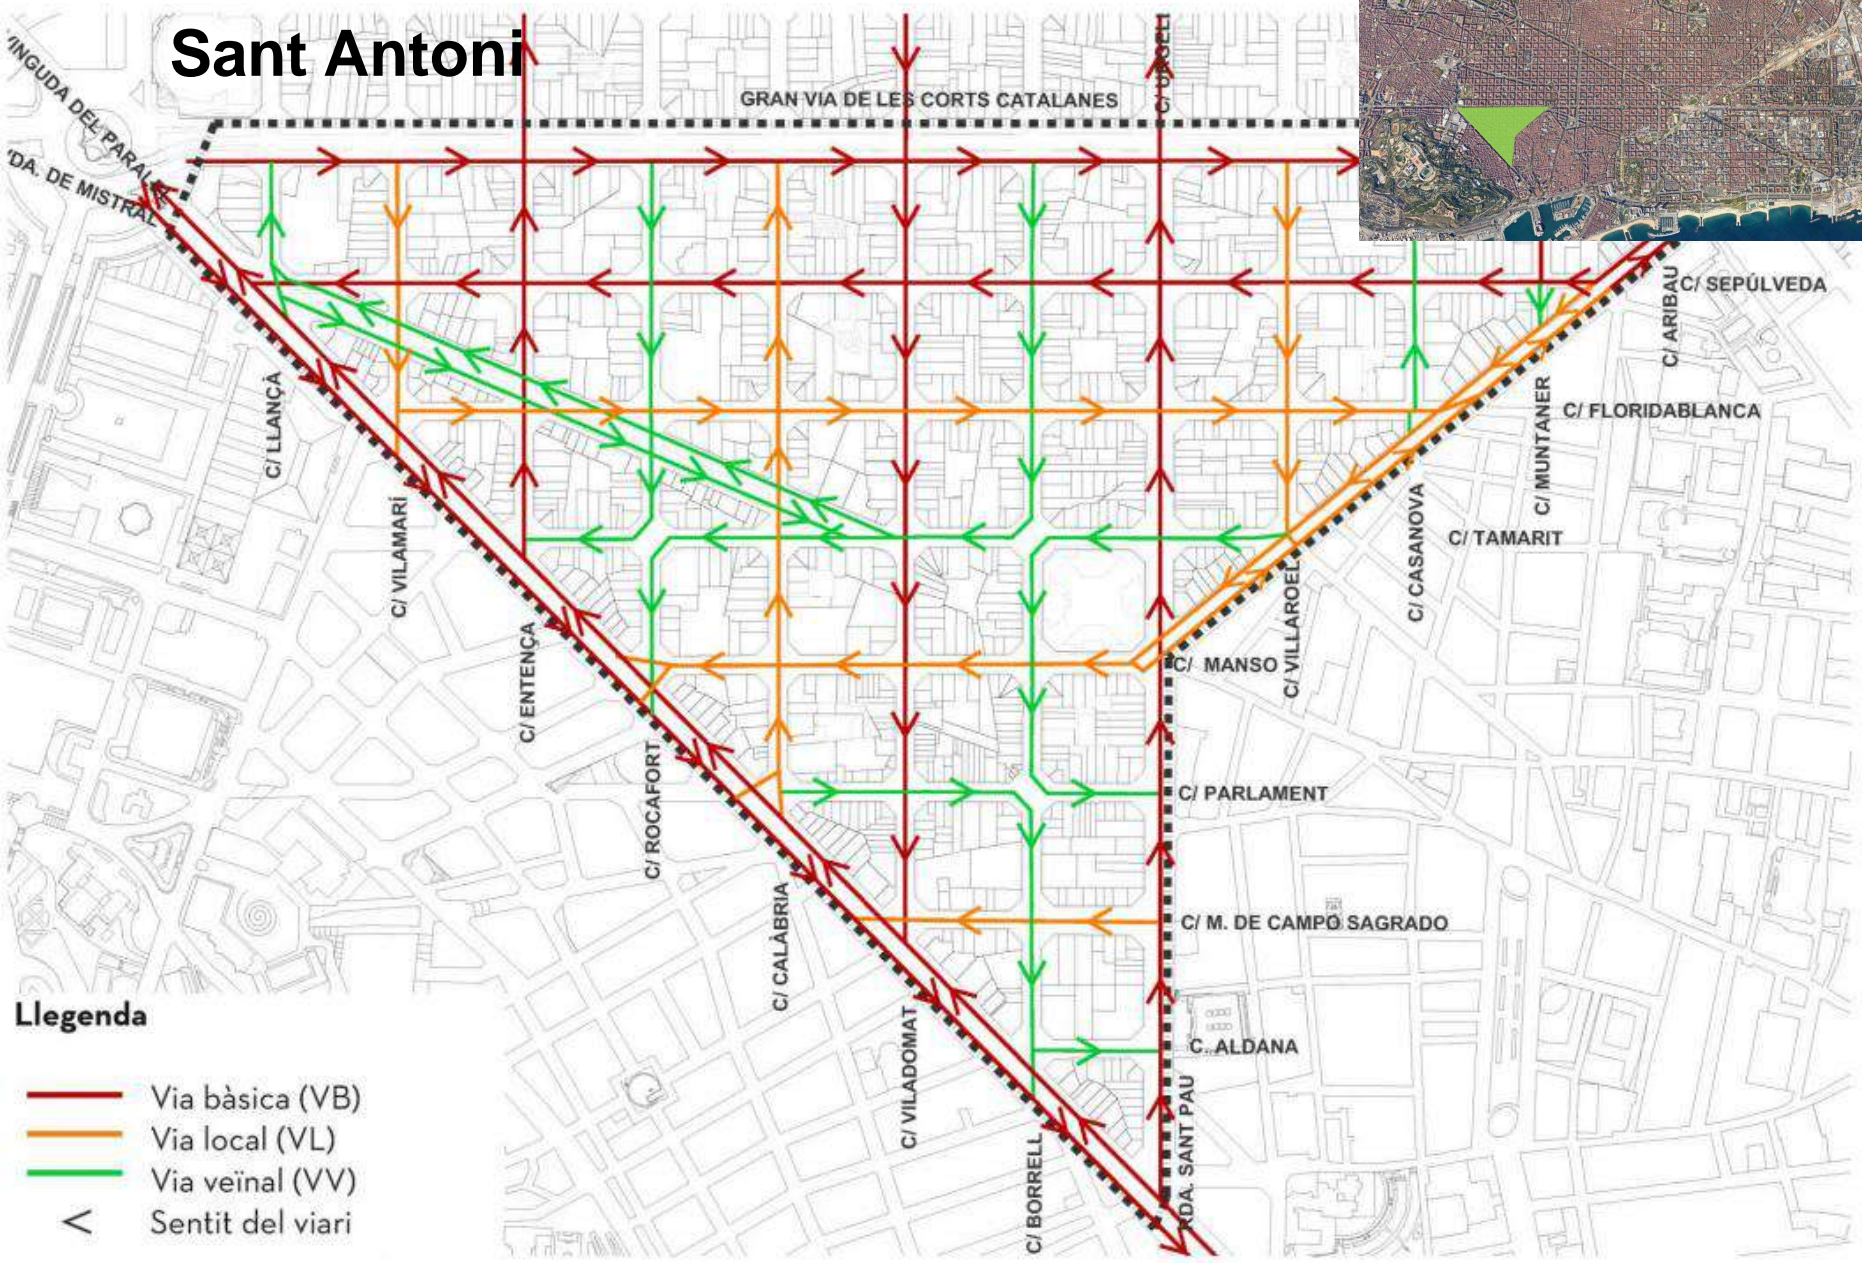 Sant Antoni
GRAN VIA DE LES CORTS CATALANES
C/ URGELL
VINGUDA DEL PARAL
DA. DE MISTRAL
C/ SEPÚLVEDA
C/ ARIBAU
C/ FLORIDABLANCA
C/ MUNTANER
C/ LLANÇÀ
C/ VILAMARÍ
C/ CASANOVA
C/ TAMARIT
C/ VILLAROEL
C/ ENTENÇA
C/ MANSO
C/ ROCAFORT
C/ PARLAMENT
C/ CALÀBRIA
C/ M. DE CAMPO SAGRADO
C/ VILADOMAT
C. ALDANA
C/ BORRELL
RDA. SANT PAU
Llegenda
Via bàsica (VB)
Via local (VL)
Via veïnal (VV)
Sentit del viari